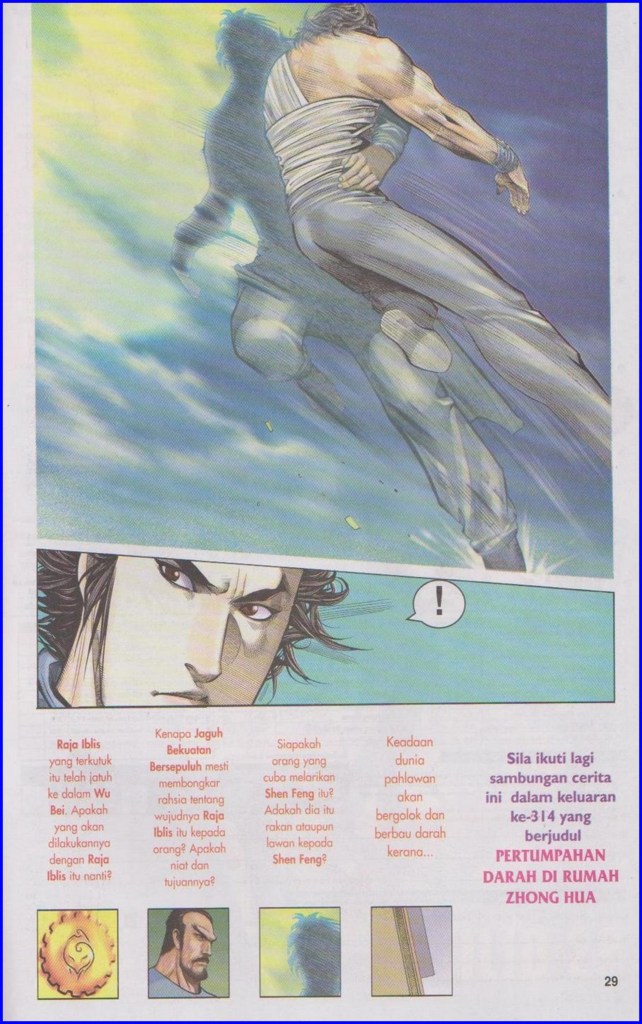 !
Raja Iblis
yang terkutuk
itu telah jatuh
ke dalam Wu
Bei. Apakah
yang akan
dilakukannya
dengan Raja
Iblis itu nanti?
Kenapa Jaguh
Bekuatan
Bersepuluh mesti
membongkar
rahsia tentang
wujudnya Raja
Iblis itu kepada
orang? Apakah
niat dan
tujuannya?
Siapakah
orang yang
cuba melarikan
Shen Feng itu?
Adakah dia itu
rakan ataupun
lawan kepada
Shen Feng?
Keadaan
dunia
pahlawan
akan
bergolok dan
berbau darah
kerana...
Sila ikuti lagi
sambungan cerita
ini dalam keluaran
ke-314 yang
berjudul
PERTUMPAHAN
DARAH DI RUMAH
ZHONG HUA
29